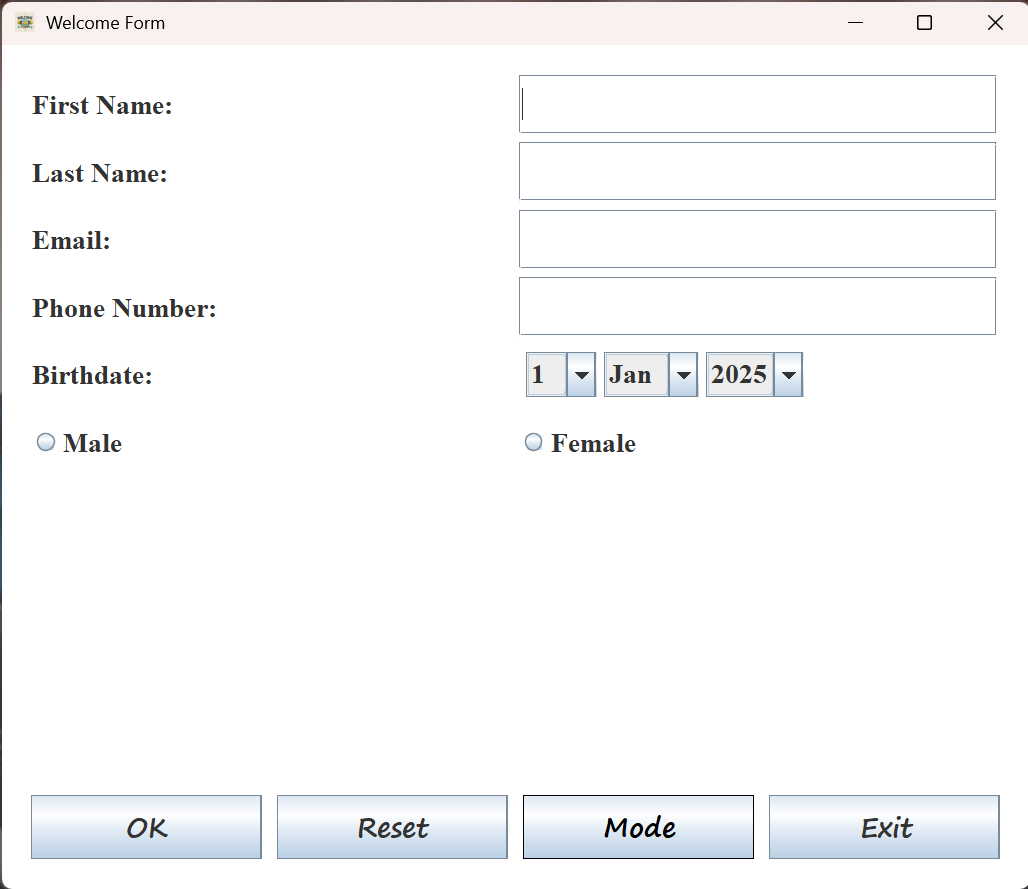 Welcome Form
First Name:
Last Name:
Email:
Phone Number:
Birthdate: 1 Jan 2025
Male Female
OK Reset Mode Exit